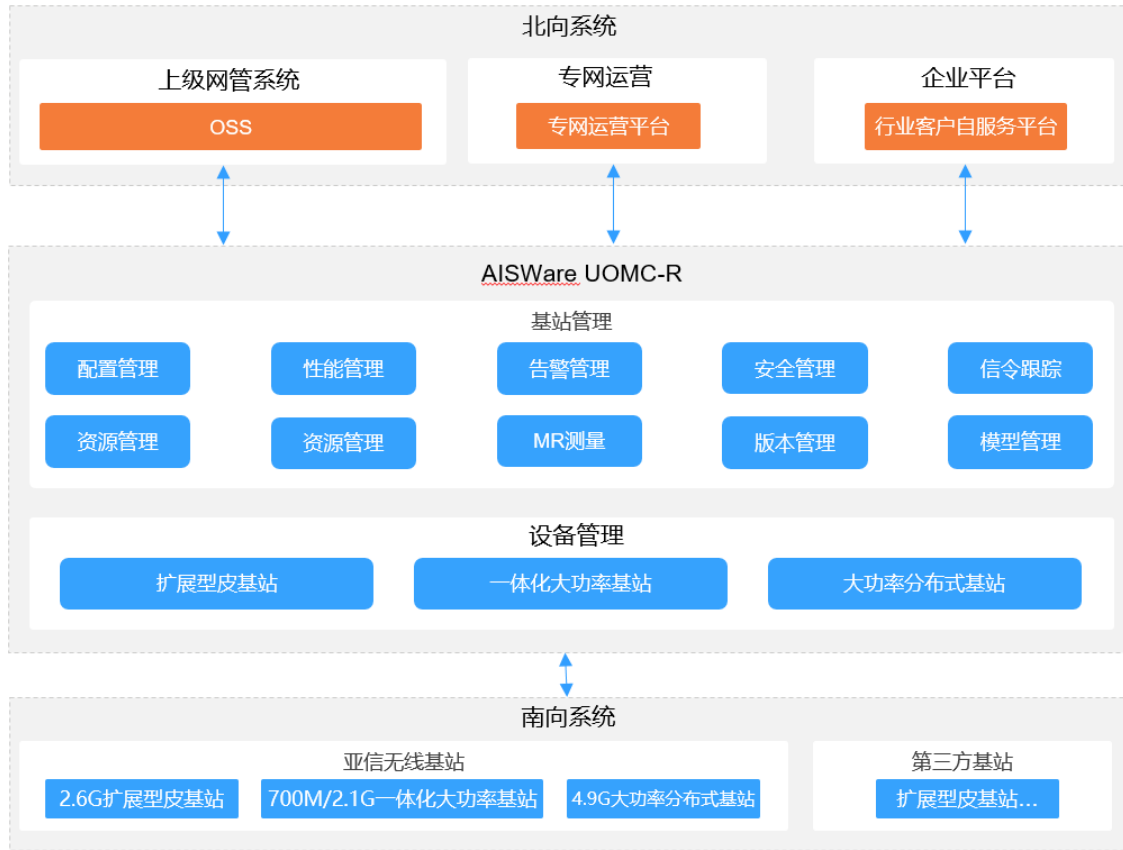 北向系统
上级网管系统
专网运营
企业平台
OSS
专网运营平台
行业客户自服务平台
AISWare UOMC-R
基站管理
配置管理
性能管理
告警管理
安全管理
信令跟踪
资源管理
资源管理
MR测量
版本管理
模型管理
设备管理
扩展型皮基站
一体化大功率基站
大功率分布式基站
南向系统
亚信无线基站
第三方基站
2.6G扩展型皮基站
700M/2.1G一体化大功率基站
4.9G大功率分布式基站
扩展型皮基站...